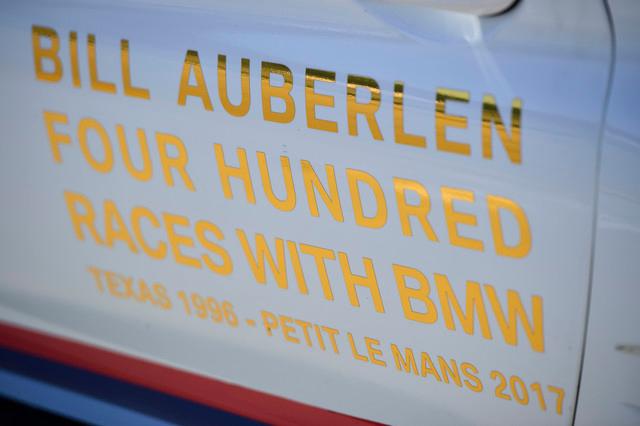 BILL AUBERLEN
FOUR HUNDRED
RACES WITH BMW
TEXAS 1996 - PETIT LE MANS 2017